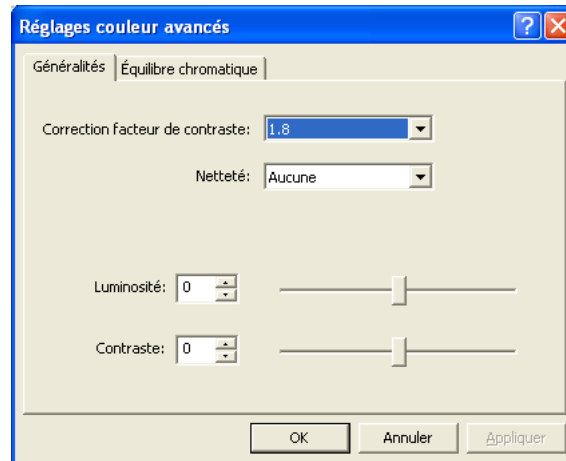 Réglages couleur avancés
Généralités Équilibre chromatique
Correction facteur de contraste: 1.8
Netteté: Aucune
Luminosité: 0
Contraste: 0
OK Annuler Appliquer